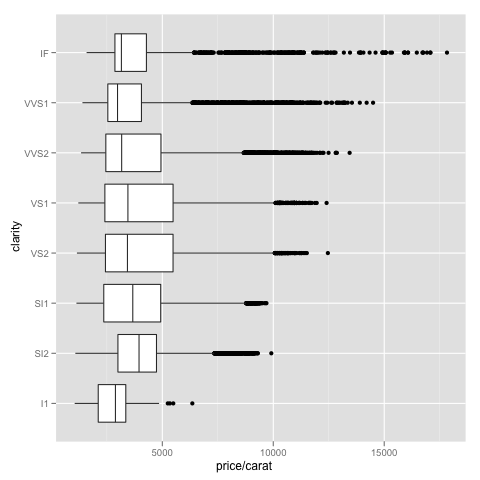 IF
VVS1
VVS2
VS1
VS2
SI1
SI2
I1
clarity
5000 10000 15000
price/carat